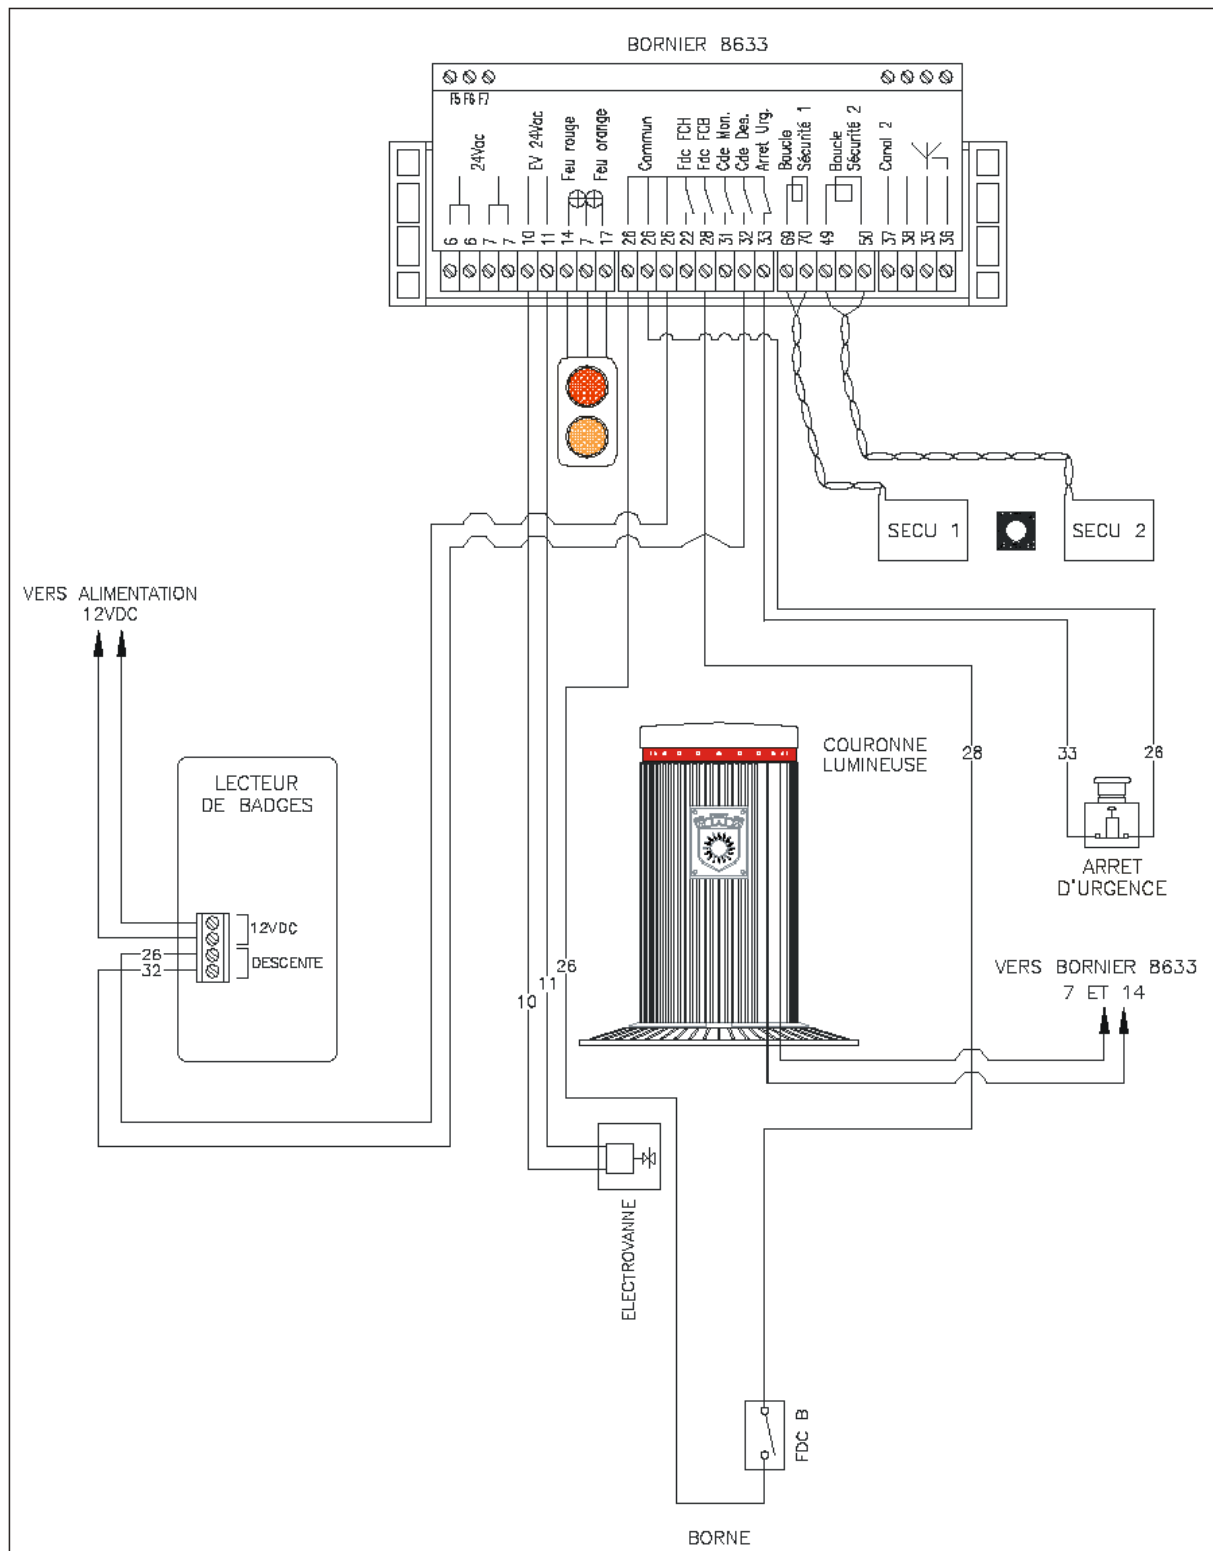 BORNIER 8633
F5 F6 F7
24Vac
EV 24Vac
Feu rouge
Feu orange
Commun
Fdc FCH
Fdc FCB
Cde Mon.
Cde Des.
Arret Urg.
Boucle
Sécurité 1
Boucle
Sécurité 2
Canal 2
6 6 7 7 10 11 14 7 17 26 26 26 22 28 31 32 33 69 70 49 50 37 38 35 36
SECU 1
SECU 2
VERS ALIMENTATION
12VDC
COURONNE
LUMINEUSE
28
33
26
LECTEUR
DE BADGES
ARRET
D'URGENCE
12VDC
26
DESCENTE
32
26
11
10
VERS BORNIER 8633
7 ET 14
ELECTROVANNE
FDC B
BORNE